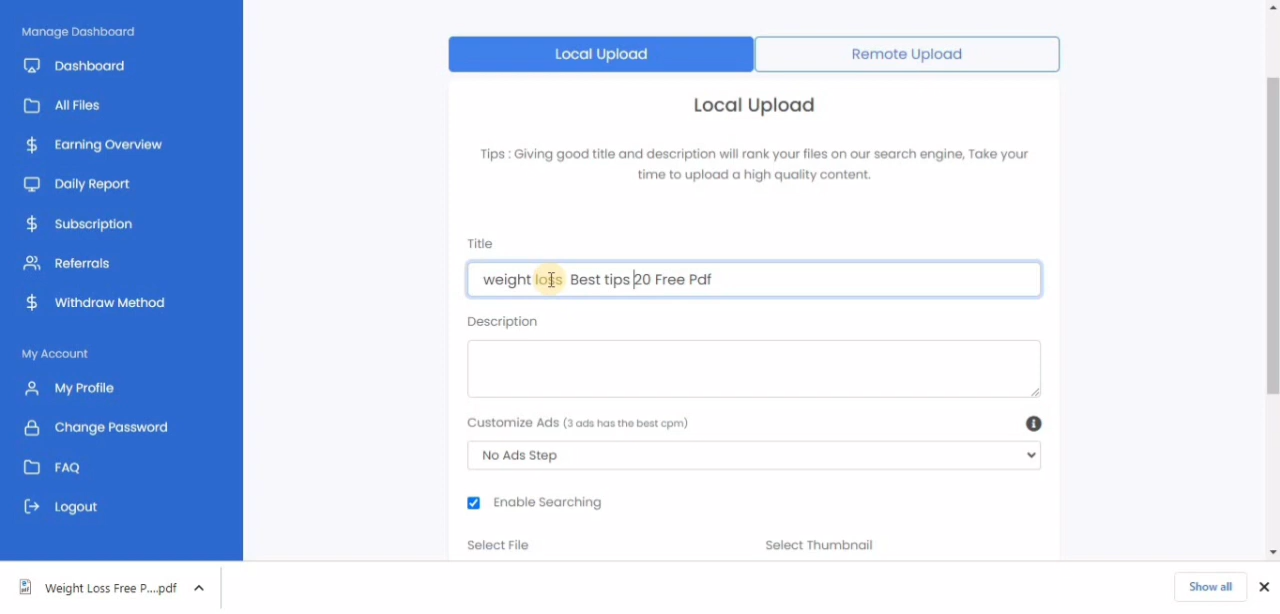 Manage Dashboard
Dashboard
All Files
Earning Overview
Daily Report
Subscription
Referrals
Withdraw Method
My Account
My Profile
Change Password
FAQ
Logout
Local Upload
Remote Upload
Local Upload
Tips : Giving good title and description will rank your files on our search engine, Take your
time to upload a high quality content.
Title
weight loss Best tips 20 Free Pdf
Description
Customize Ads (3 ads has the best cpm)
No Ads Step
Enable Searching
Select File
Select Thumbnail
Weight Loss Free P....pdf
Show all